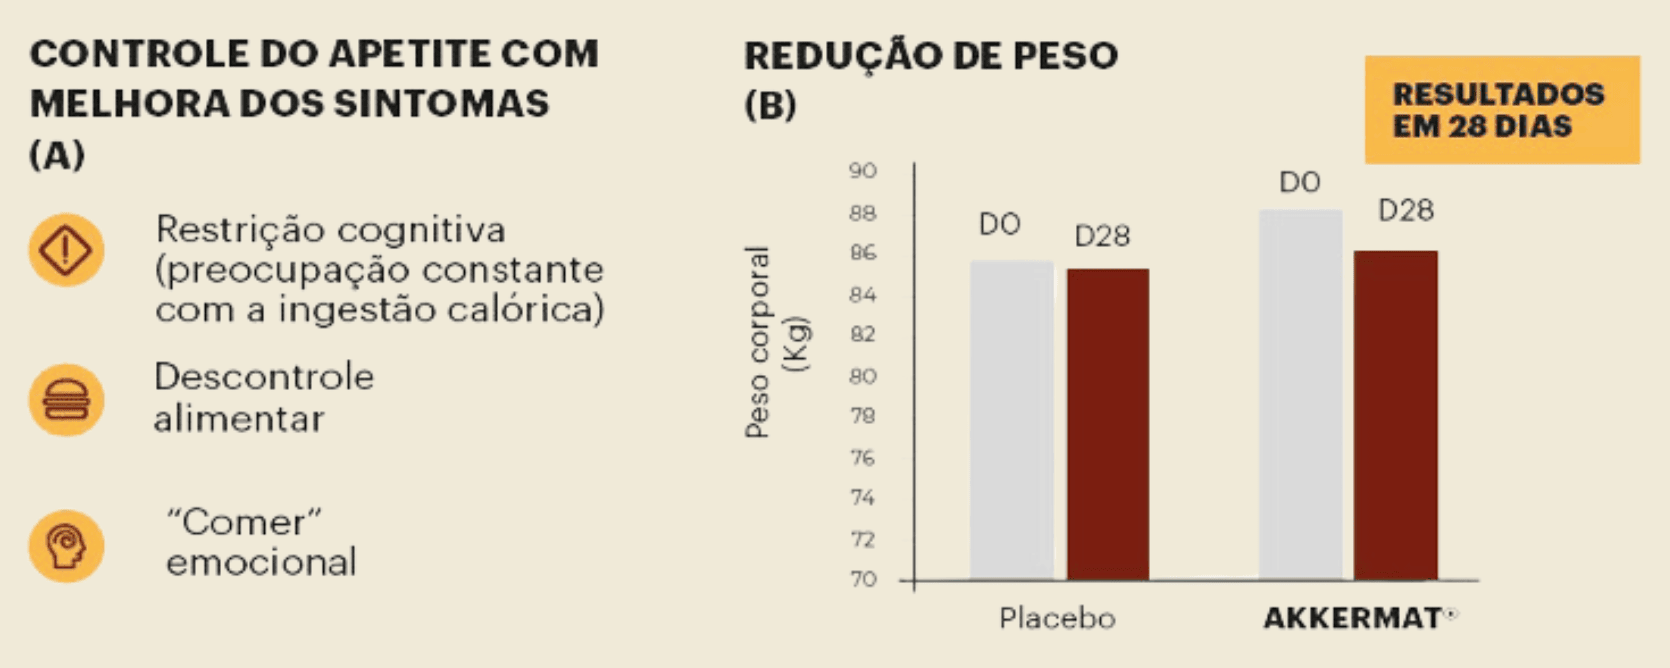 CONTROLE DO APETITE COM
MELHORA DOS SINTOMAS
(A)
Restrição cognitiva
(preocupação constante
com a ingestão calórica)
Descontrole
alimentar
“Comer”
emocional
REDUÇÃO DE PESO
(B)
RESULTADOS
EM 28 DIAS
Peso corporal
(Kg)
90
88
86
84
82
80
78
76
74
72
70
D0
D28
D0
D28
Placebo
AKKERMAT®